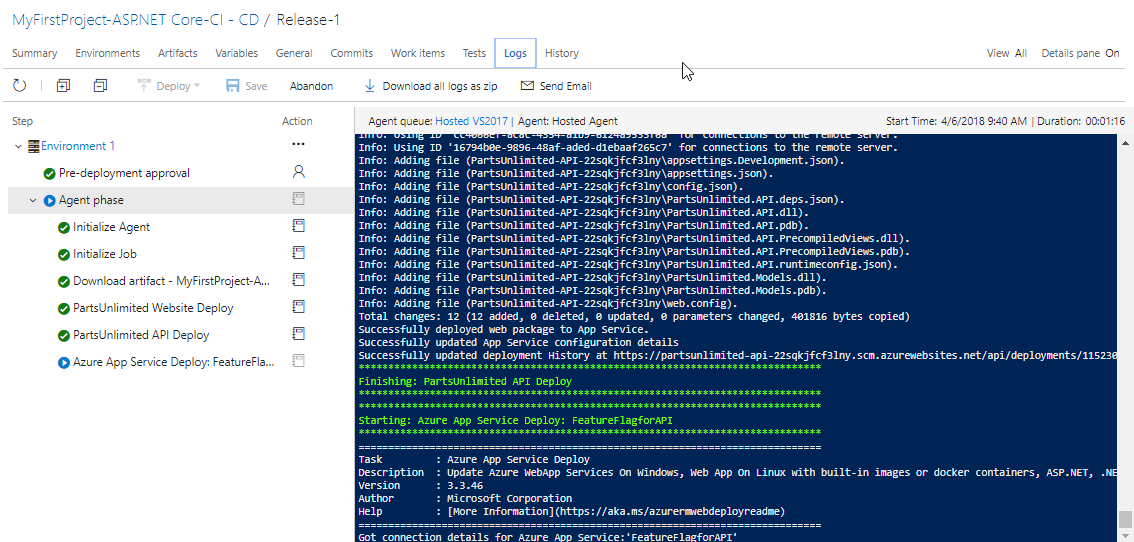 MyFirstProject-ASP.NET Core-CI - CD / Release-1
Summary Environments Artifacts Variables General Commits Work items Tests Logs History View All Details pane On
Deploy Save Abandon Download all logs as zip Send Email
Step Action
Agent queue: Hosted VS2017 | Agent: Hosted Agent Start Time: 4/6/2018 9:40 AM | Duration: 00:01:16
Environment 1 ...
Pre-deployment approval
Agent phase
Initialize Agent
Initialize Job
Download artifact - MyFirstProject-A...
PartsUnlimited Website Deploy
PartsUnlimited API Deploy
Azure App Service Deploy: FeatureFla...
for connections to the remote server.
Info: Using ID '16794b0e-9896-48af-aded-d1ebaaf265c7' for connections to the remote server.
Info: Adding file (PartsUnlimited-API-22sqkjfcf3lny\appsettings.Development.json).
Info: Adding file (PartsUnlimited-API-22sqkjfcf3lny\appsettings.json).
Info: Adding file (PartsUnlimited-API-22sqkjfcf3lny\config.json).
Info: Adding file (PartsUnlimited-API-22sqkjfcf3lny\PartsUnlimited.API.deps.json).
Info: Adding file (PartsUnlimited-API-22sqkjfcf3lny\PartsUnlimited.API.dll).
Info: Adding file (PartsUnlimited-API-22sqkjfcf3lny\PartsUnlimited.API.pdb).
Info: Adding file (PartsUnlimited-API-22sqkjfcf3lny\PartsUnlimited.API.PrecompiledViews.dll).
Info: Adding file (PartsUnlimited-API-22sqkjfcf3lny\PartsUnlimited.API.PrecompiledViews.pdb).
Info: Adding file (PartsUnlimited-API-22sqkjfcf3lny\PartsUnlimited.API.runtimeconfig.json).
Info: Adding file (PartsUnlimited-API-22sqkjfcf3lny\PartsUnlimited.Models.dll).
Info: Adding file (PartsUnlimited-API-22sqkjfcf3lny\PartsUnlimited.Models.pdb).
Info: Adding file (PartsUnlimited-API-22sqkjfcf3lny\web.config).
Total changes: 12 (12 added, 0 deleted, 0 updated, 0 parameters changed, 401816 bytes copied)
Successfully deployed web package to App Service.
Successfully updated App Service configuration details
Successfully updated deployment History at https://partsunlimited-api-22sqkjfcf3lny.scm.azurewebsites.net/api/deployments/115230
******************************************************************************
Finishing: PartsUnlimited API Deploy
******************************************************************************
******************************************************************************
Starting: Azure App Service Deploy: FeatureFlagforAPI
******************************************************************************
==============================================================================
Task : Azure App Service Deploy
Description : Update Azure WebApp Services On Windows, Web App On Linux with built-in images or docker containers, ASP.NET, .NE
Version : 3.3.46
Author : Microsoft Corporation
Help : [More Information](https://aka.ms/azurermwebdeployreadme)
==============================================================================
Got connection details for Azure App Service:'FeatureFlagforAPI'